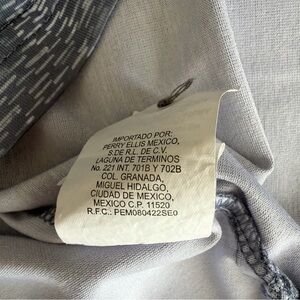 IMPORTADO POR:
PERRY ELLIS MEXICO,
S.DE R.L. DE C.V.
LAGUNA DE TERMINOS
No. 221 INT. 701B Y 702B
COL. GRANADA,
MIGUEL HIDALGO,
CIUDAD DE MEXICO,
MEXICO C.P. 11520
R.F.C.: PEM080422SE0